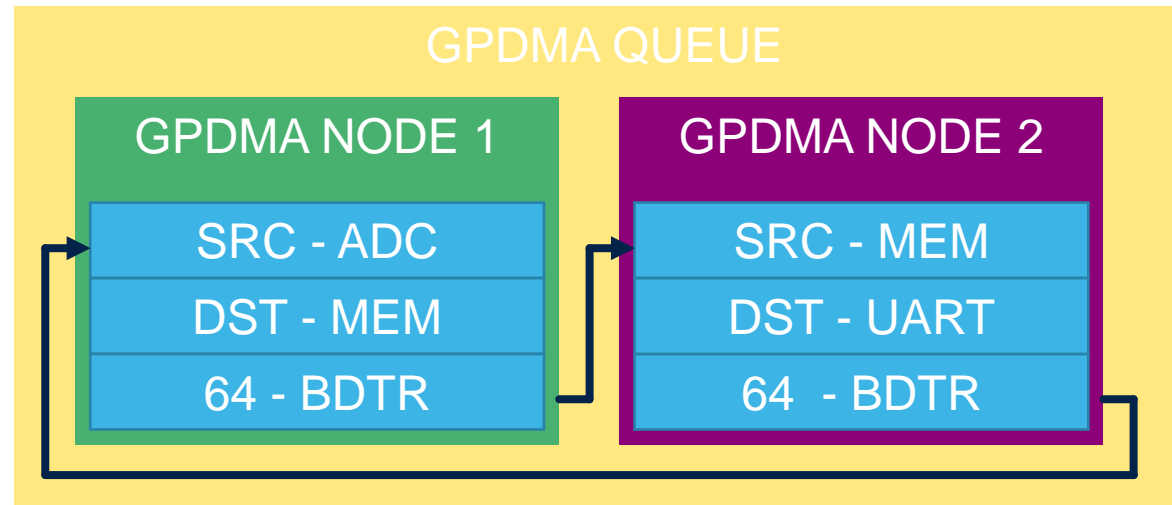 GPDMA QUEUE
GPDMA NODE 1
SRC - ADC
DST - MEM
64 - BDTR
GPDMA NODE 2
SRC - MEM
DST - UART
64  - BDTR